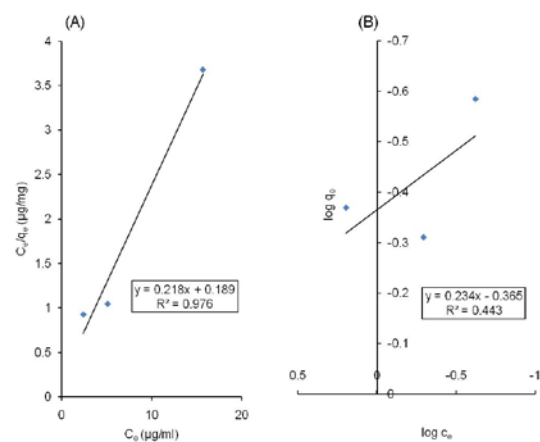 (A)
4
3.5
3
2.5
2
1.5
1
0.5
0
0
10
20
Cₑ/qₑ (µg/mg)
Cₑ (µg/ml)
y = 0.218x + 0.189
R² = 0.976
(B)
-0.7
-0.6
-0.5
-0.4
-0.3
-0.2
-0.1
0
0.5
0
-0.5
-1
log qₑ
log cₑ
y = 0.234x - 0.365
R² = 0.443